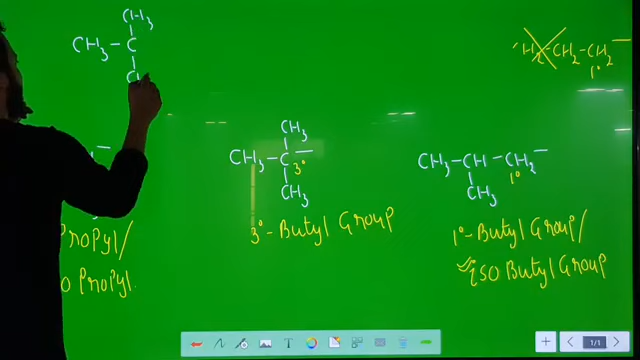 CH3
CH3 – C
CH2 – CH2 –
1°
CH3
CH3 – C –
3°
CH3
3° - Butyl Group
CH3 – CH – CH2 –
1°
CH3
1° - Butyl Group /
iso Butyl Group
Propyl /
o Propyl.
1/1